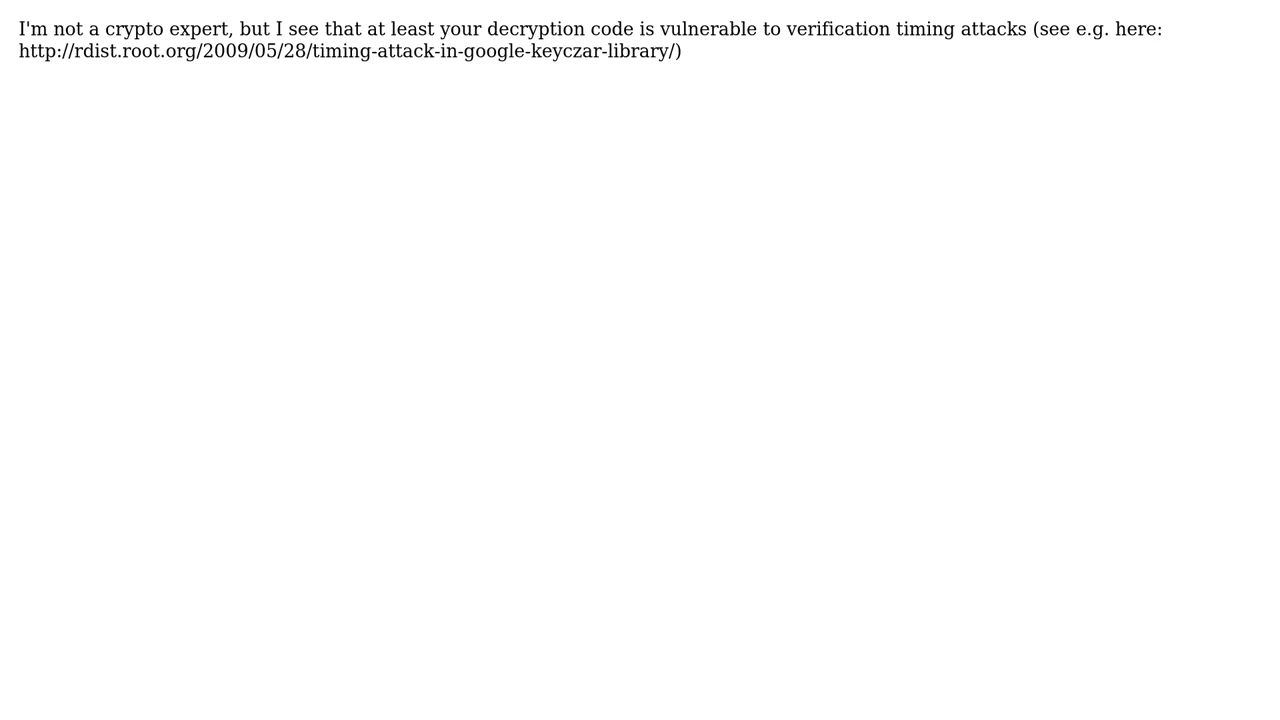 I'm not a crypto expert, but I see that at least your decryption code is vulnerable to verification timing attacks (see e.g. here:
http://rdist.root.org/2009/05/28/timing-attack-in-google-keyczar-library/)